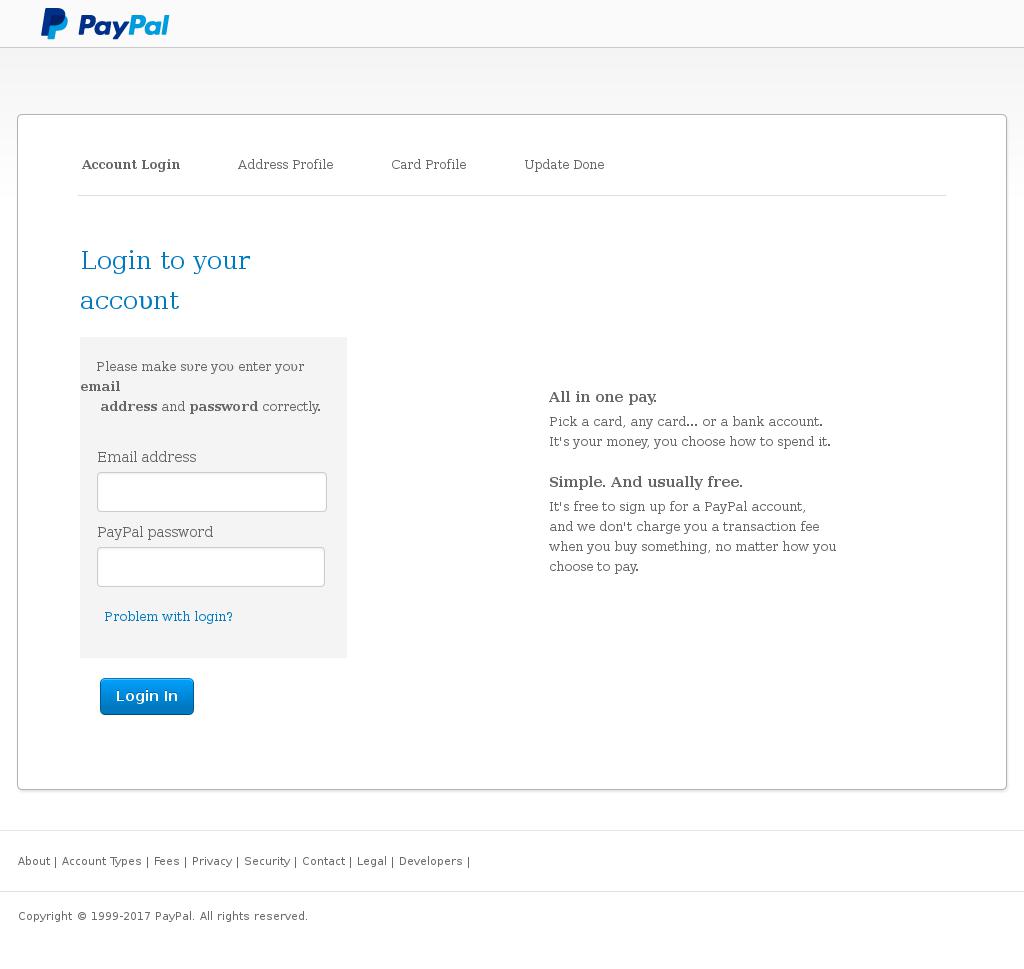 PayPal
Account Login Address Profile Card Profile Update Done
Login to your
accoʋnt
Please make sʋre yoʋ enter yoʋr
email
address and password correctly.
Email address
PayPal password
Problem with login?
Login In
All in one pay.
Pick a card, any card... or a bank account.
It's your money, you choose how to spend it.
Simple. And usually free.
It's free to sign up for a PayPal account,
and we don't charge you a transaction fee
when you buy something, no matter how you
choose to pay.
About | Account Types | Fees | Privacy | Security | Contact | Legal | Developers |
Copyright © 1999-2017 PayPal. All rights reserved.